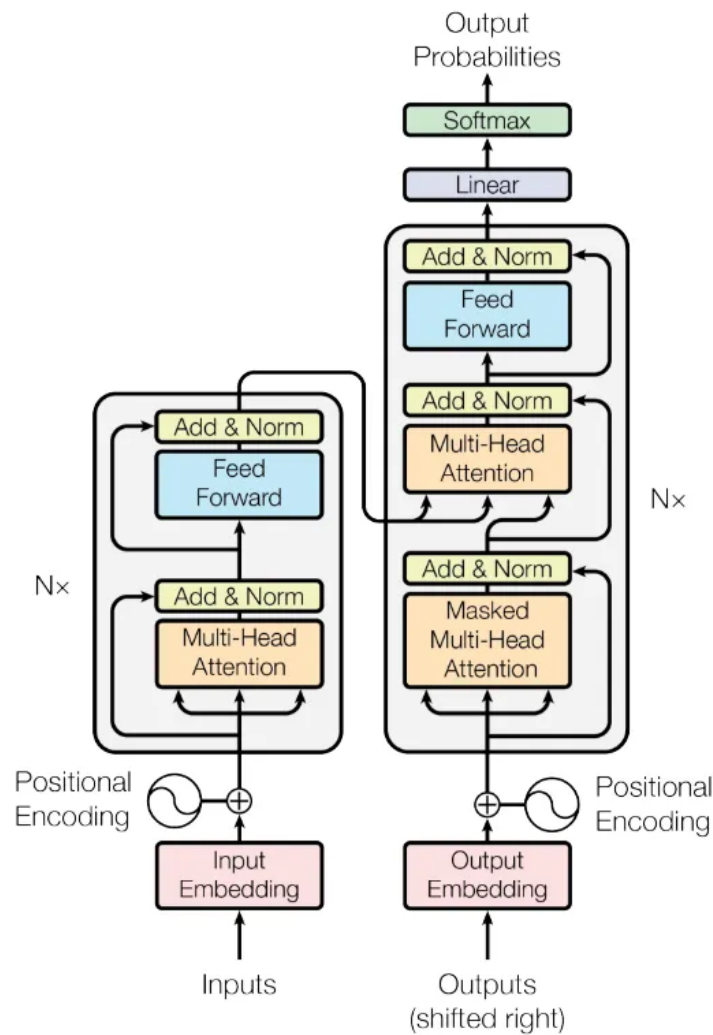 Output
Probabilities
Softmax
Linear
Add & Norm
Feed
Forward
Add & Norm
Multi-Head
Attention
Add & Norm
Masked
Multi-Head
Attention
N×
Add & Norm
Feed
Forward
Add & Norm
Multi-Head
Attention
N×
Positional
Encoding
Positional
Encoding
Input
Embedding
Output
Embedding
Inputs
Outputs
(shifted right)